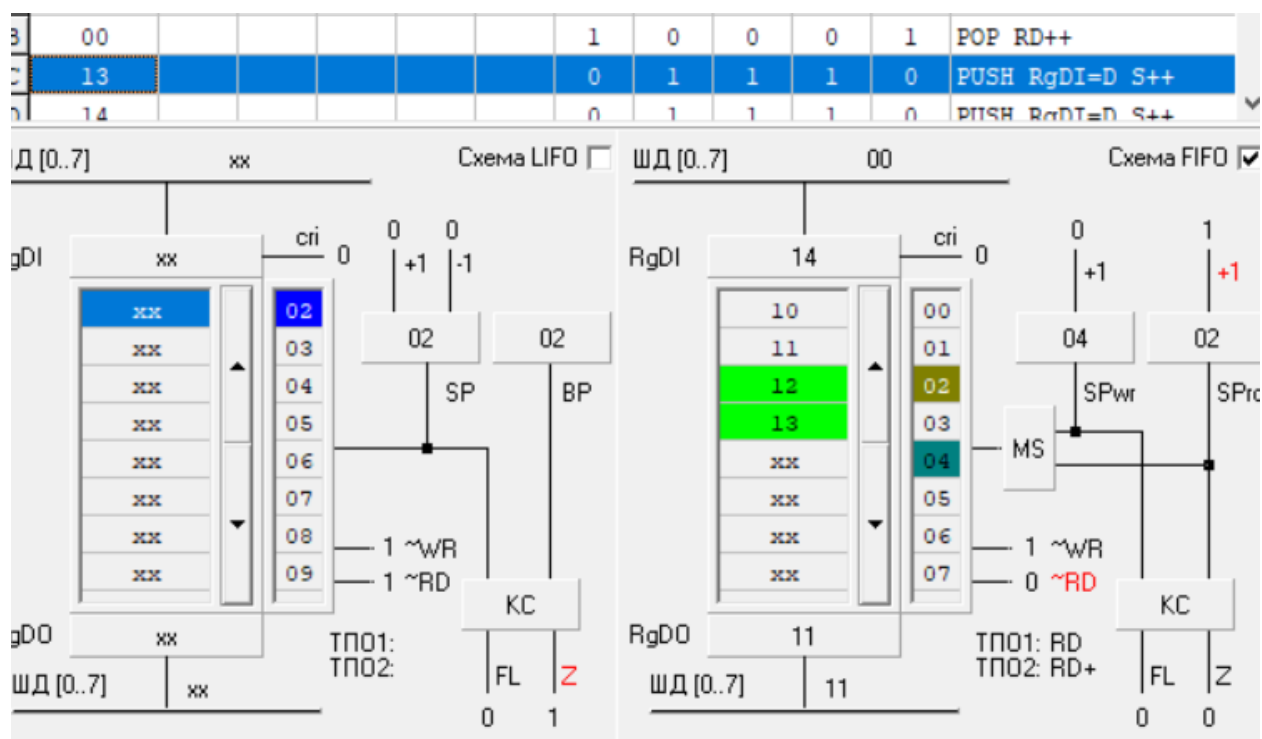 00 1 0 0 0 1 POP RD++
C 13 0 1 1 1 0 PUSH RgDI=D S++
14 0 1 1 1 0 PUSH RgDI=D S++
ШД [0..7] xx Схема LIFO
cri 0 0 0
+1 -1
RgDI xx
xx 02
xx 03
xx 04
xx 05
xx 06
xx 07
xx 08
xx 09
02 02
SP BP
1 ~WR
1 ~RD
КС
RgDO xx
ТП01:
ТП02:
FL Z
ШД [0..7] xx
0 1
ШД [0..7] 00 Схема FIFO
cri 0 0 1
+1 +1
RgDI 14
10 00
11 01
12 02
13 03
xx 04
xx 05
xx 06
xx 07
04 02
SPwr SPrd
MS
1 ~WR
0 ~RD
КС
RgDO 11
ТП01: RD
ТП02: RD+
FL Z
ШД [0..7] 11
0 0